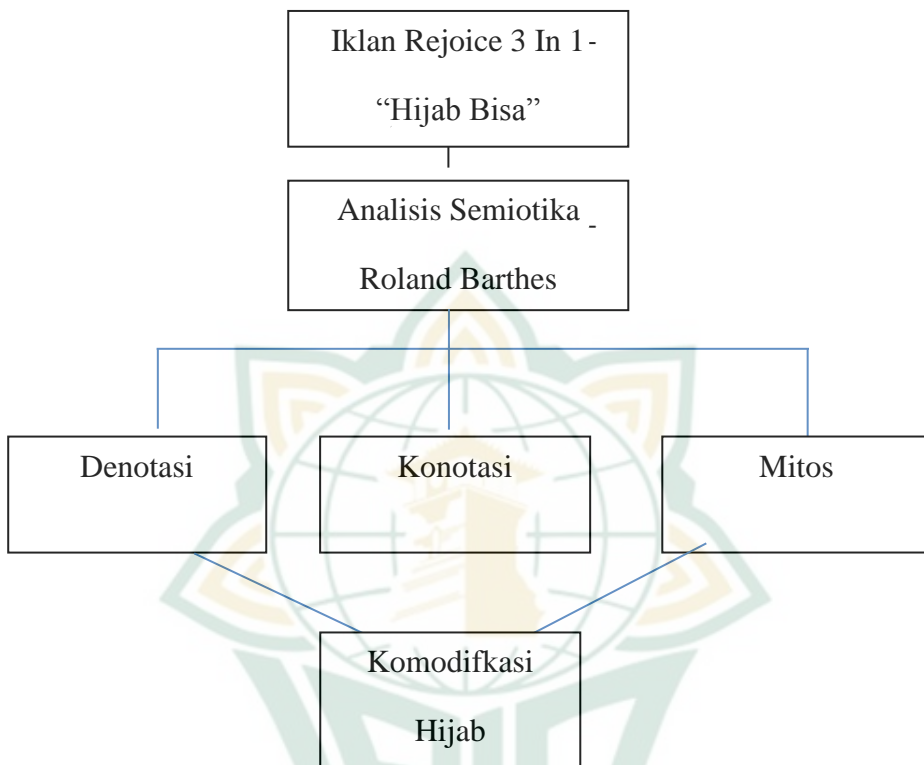 Iklan Rejoice 3 In 1
“Hijab Bisa”
Analisis Semiotika
Roland Barthes
Denotasi
Konotasi
Mitos
Komodifkasi
Hijab